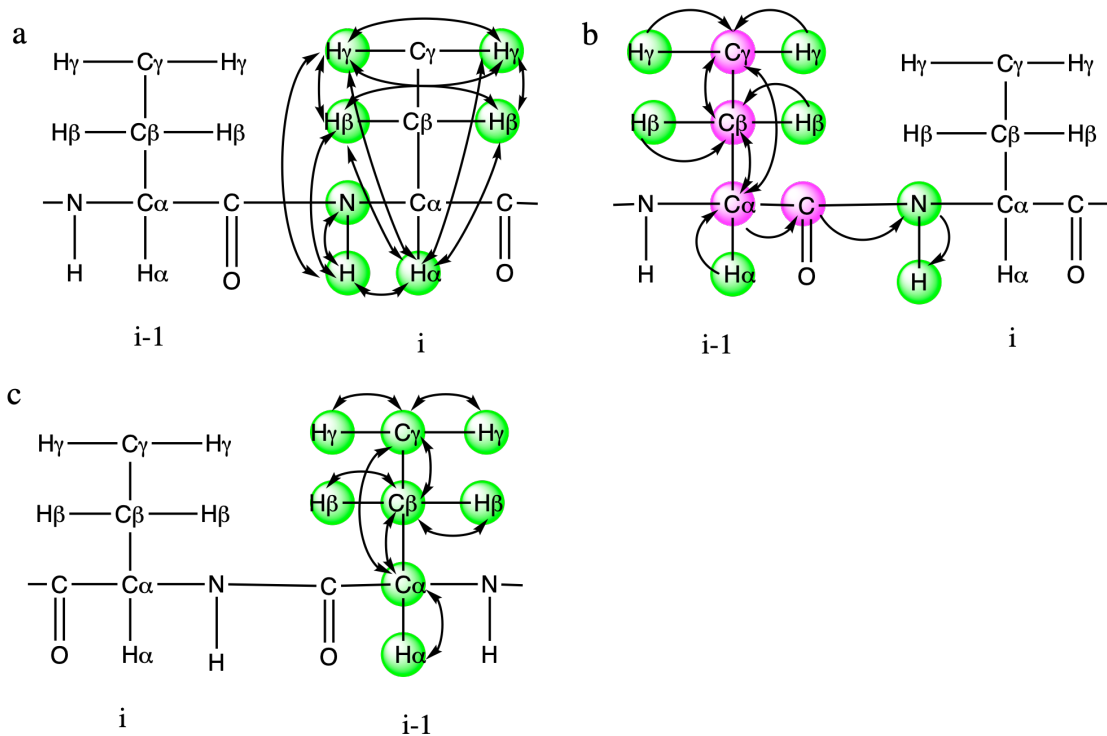 a
Hγ Cγ Hγ Hγ Cγ Hγ
Hβ Cβ Hβ Hβ Cβ Hβ
N Cα C N Cα C
H Hα O H Hα O
i-1 i
b
Hγ Cγ Hγ Hγ Cγ Hγ
Hβ Cβ Hβ Hβ Cβ Hβ
N Cα C N Cα C
H Hα O H Hα O
i-1 i
c
Hγ Cγ Hγ Hγ Cγ Hγ
Hβ Cβ Hβ Hβ Cβ Hβ
C Cα N C Cα N
O Hα H O Hα H
i i-1